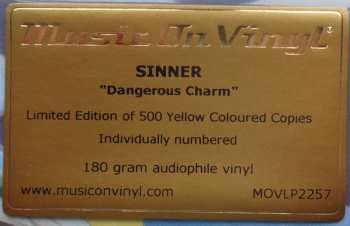 Music On Vinyl®
SINNER
"Dangerous Charm"
Limited Edition of 500 Yellow Coloured Copies
Individually numbered
180 gram audiophile vinyl
www.musiconvinyl.com MOVLP2257